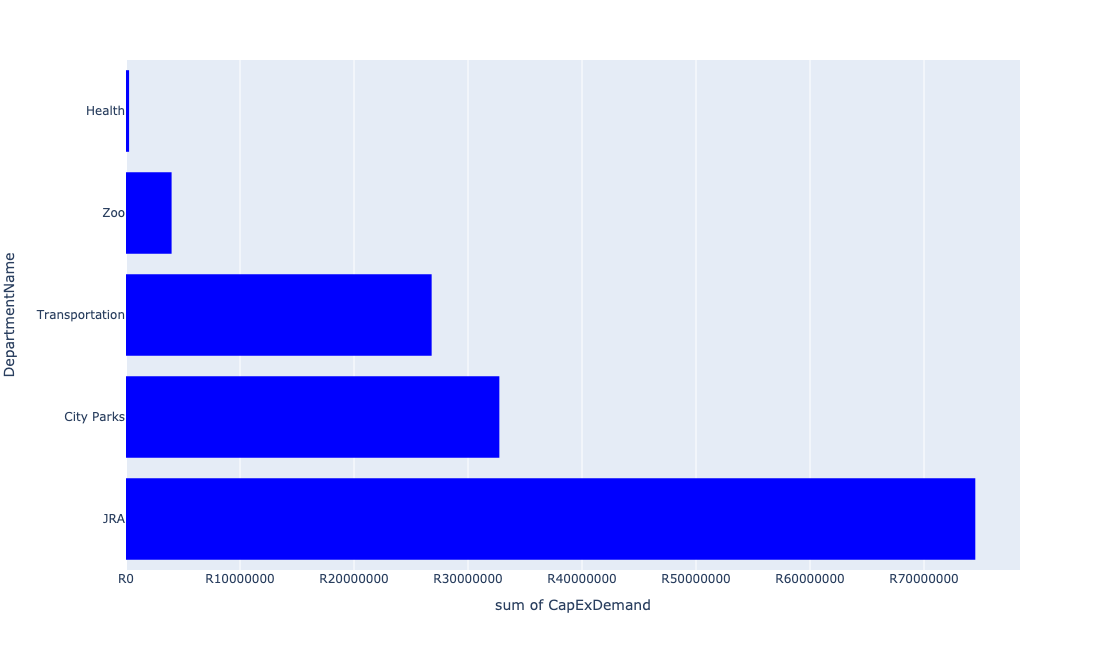 DepartmentName
Health
Zoo
Transportation
City Parks
JRA
R0 R10000000 R20000000 R30000000 R40000000 R50000000 R60000000 R70000000
sum of CapExDemand